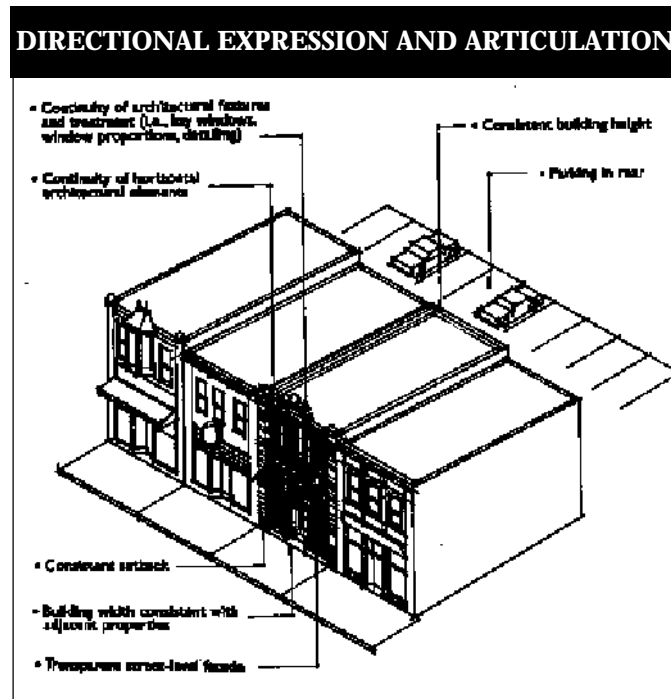 DIRECTIONAL EXPRESSION AND ARTICULATION
• Continuity of architectural features
and treatment (i.e., bay windows,
window proportions, detailing)
• Consistent building height
• Continuity of horizontal
architectural elements
• Parking in rear
• Consistent setback
• Building width consistent with
adjacent properties
• Transparent street-level facade